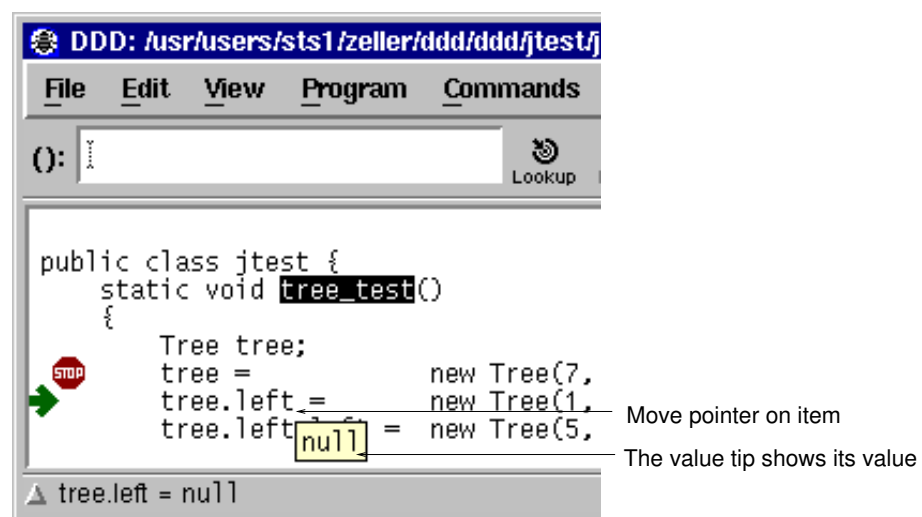 DDD: /usr/users/sts1/zeller/ddd/ddd/jtest/j
File Edit View Program Commands
():
Lookup
public class jtest {
static void tree_test()
{
Tree tree;
STOP tree = new Tree(7,
tree.left = new Tree(1,
tree.left = new Tree(5,
null
Move pointer on item
The value tip shows its value
tree.left = null